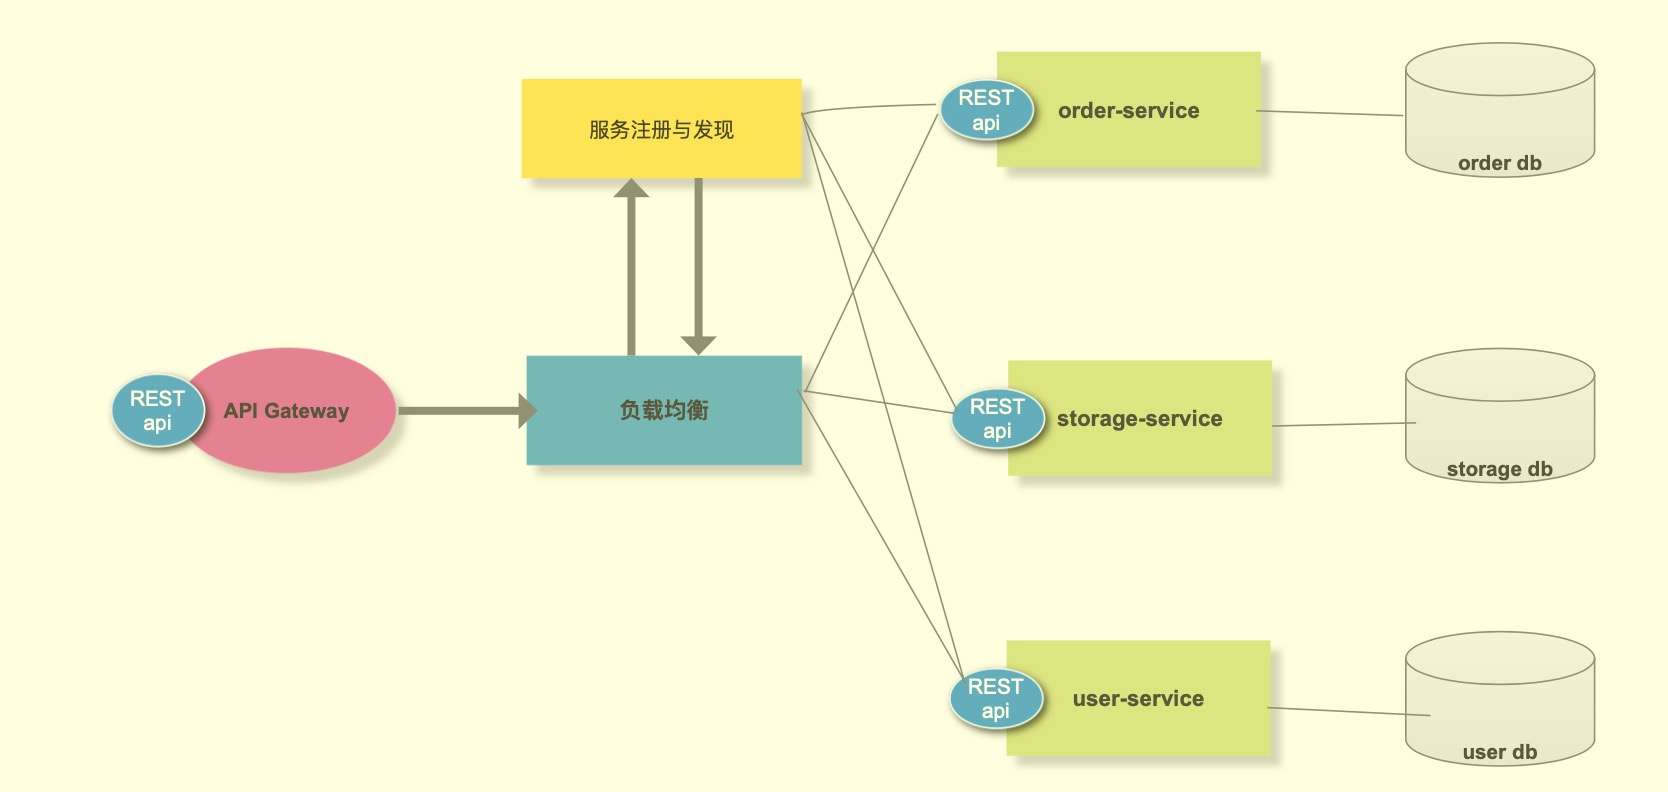 服务注册与发现
REST
api
order-service
order db
REST
api
API Gateway
负载均衡
REST
api
storage-service
storage db
REST
api
user-service
user db